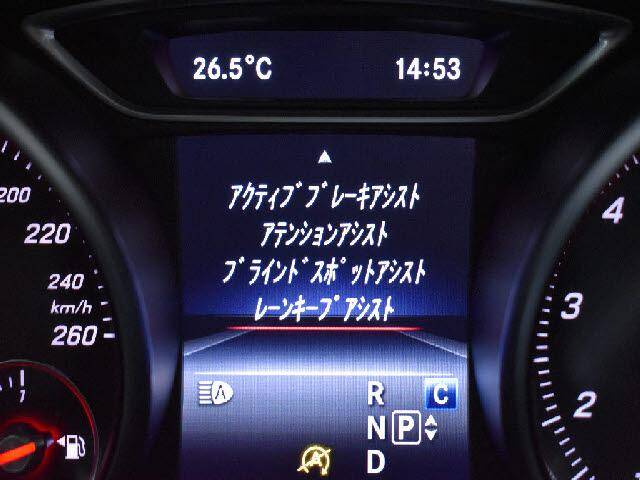 26.5°C 14:53
アクティブブレーキアシスト
アテンションアシスト
ブラインドスポットアシスト
レーンキープアシスト
200
220
240
km/h
260
1
4
3
2
A
R C
N P
D
A